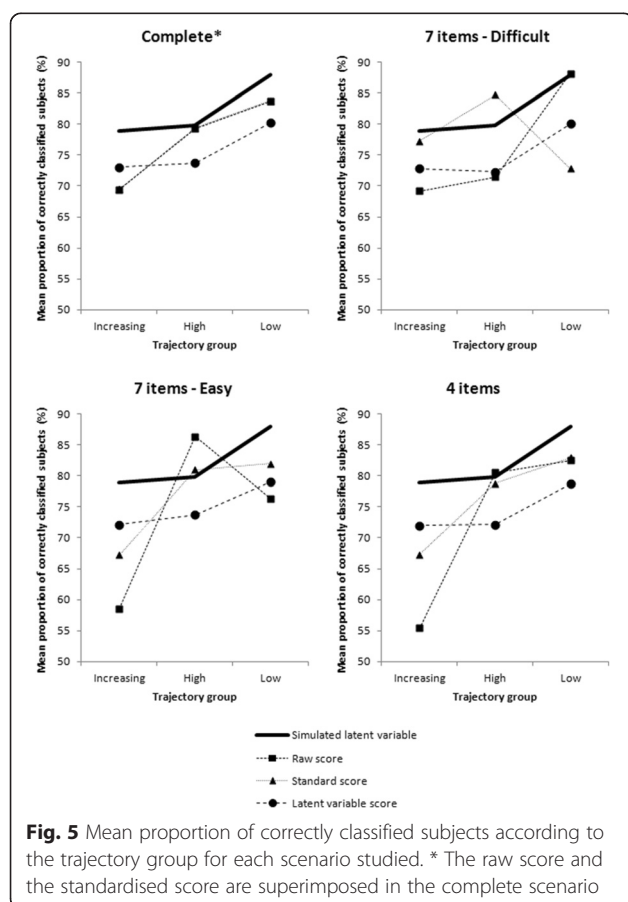 Complete*
Mean proportion of correctly classified subjects (%)
90
85
80
75
70
65
60
55
50
Increasing
High
Low
Trajectory group
7 items - Difficult
Mean proportion of correctly classified subjects (%)
90
85
80
75
70
65
60
55
50
Increasing
High
Low
Trajectory group
7 items - Easy
Mean proportion of correctly classified subjects (%)
90
85
80
75
70
65
60
55
50
Increasing
High
Low
Trajectory group
4 items
Mean proportion of correctly classified subjects (%)
90
85
80
75
70
65
60
55
50
Increasing
High
Low
Trajectory group
Simulated latent variable
Raw score
Standard score
Latent variable score
Fig. 5 Mean proportion of correctly classified subjects according to
the trajectory group for each scenario studied. * The raw score and
the standardised score are superimposed in the complete scenario